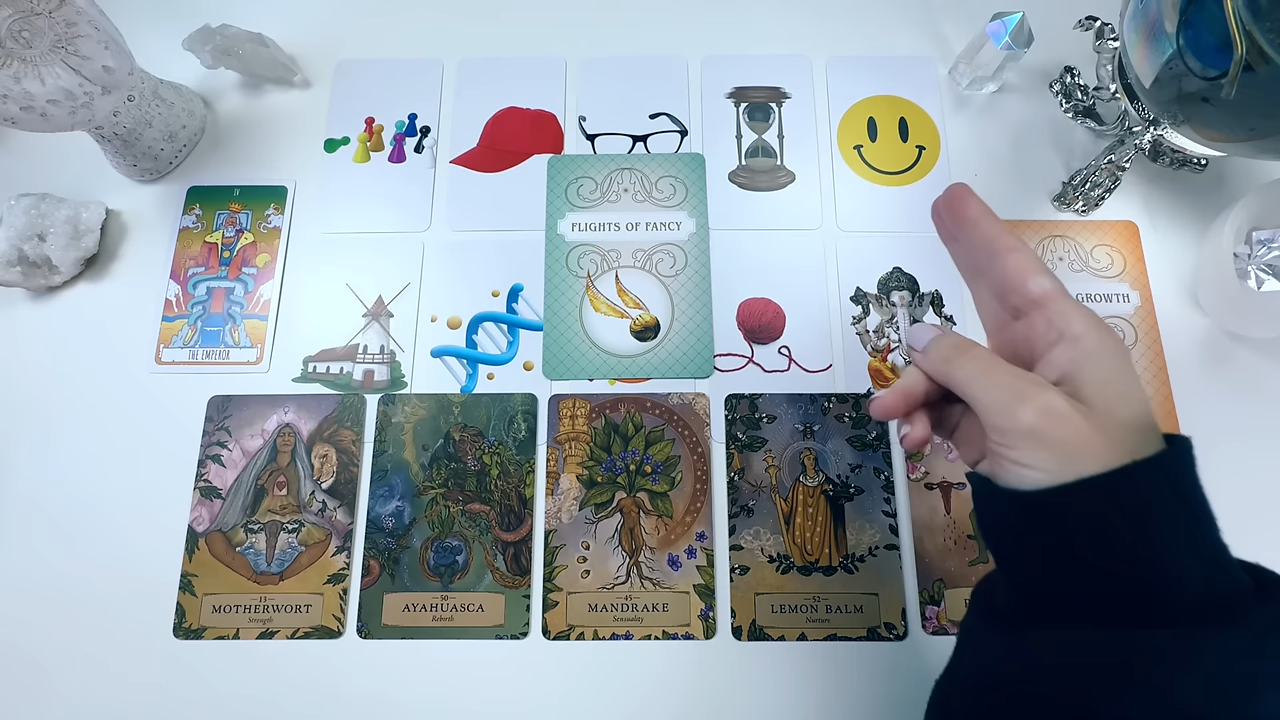 IV
THE EMPEROR
FLIGHTS OF FANCY
GROWTH
13
MOTHERWORT
Strength
50
AYAHUASCA
Rebirth
45
MANDRAKE
Sensuality
52
LEMON BALM
Nurture